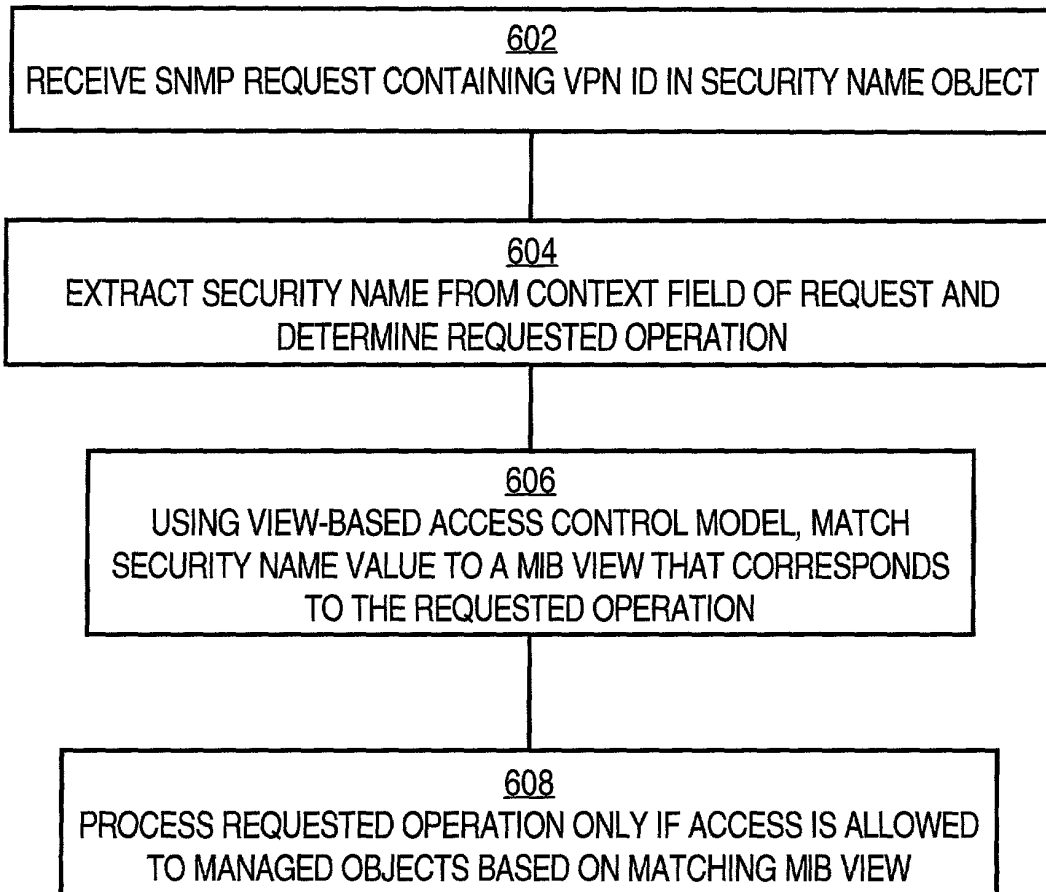 602
RECEIVE SNMP REQUEST CONTAINING VPN ID IN SECURITY NAME OBJECT
604
EXTRACT SECURITY NAME FROM CONTEXT FIELD OF REQUEST AND
DETERMINE REQUESTED OPERATION
606
USING VIEW-BASED ACCESS CONTROL MODEL, MATCH
SECURITY NAME VALUE TO A MIB VIEW THAT CORRESPONDS
TO THE REQUESTED OPERATION
608
PROCESS REQUESTED OPERATION ONLY IF ACCESS IS ALLOWED
TO MANAGED OBJECTS BASED ON MATCHING MIB VIEW